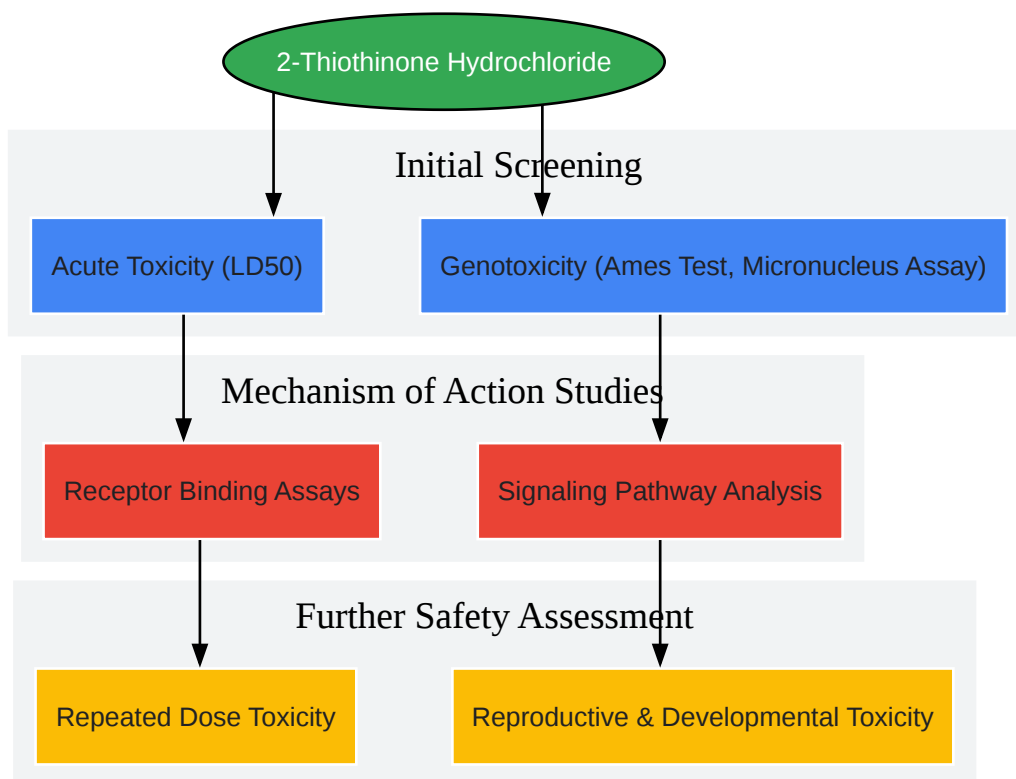 2-Thiothinone Hydrochloride
Initial Screening
Acute Toxicity (LD50)
Genotoxicity (Ames Test, Micronucleus Assay)
Mechanism of Action Studies
Receptor Binding Assays
Signaling Pathway Analysis
Further Safety Assessment
Repeated Dose Toxicity
Reproductive & Developmental Toxicity